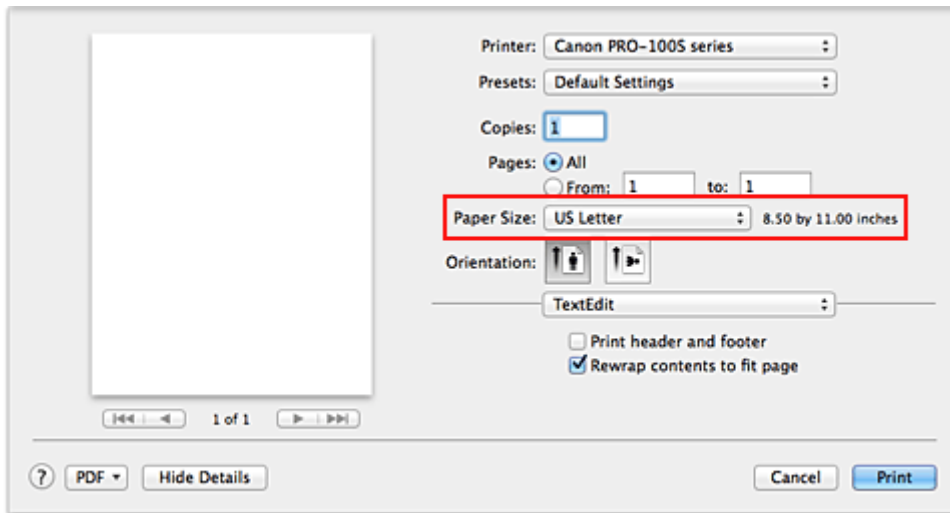 Printer: Canon PRO-100S series
Presets: Default Settings
Copies: 1
Pages: All
From: 1 to: 1
Paper Size: US Letter 8.50 by 11.00 inches
Orientation:
TextEdit
Print header and footer
Rewrap contents to fit page
1 of 1
? PDF Hide Details Cancel Print